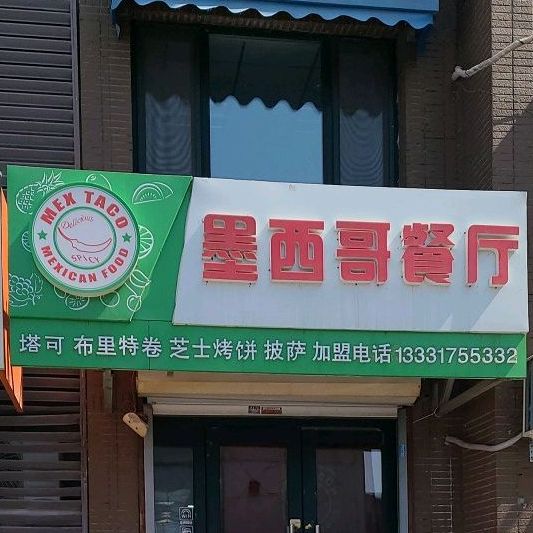 MEX TACO
Delicious
SPICY
MEXICAN FOOD
墨西哥餐厅
塔可 布里特卷 芝士烤饼 披萨 加盟电话13331755332